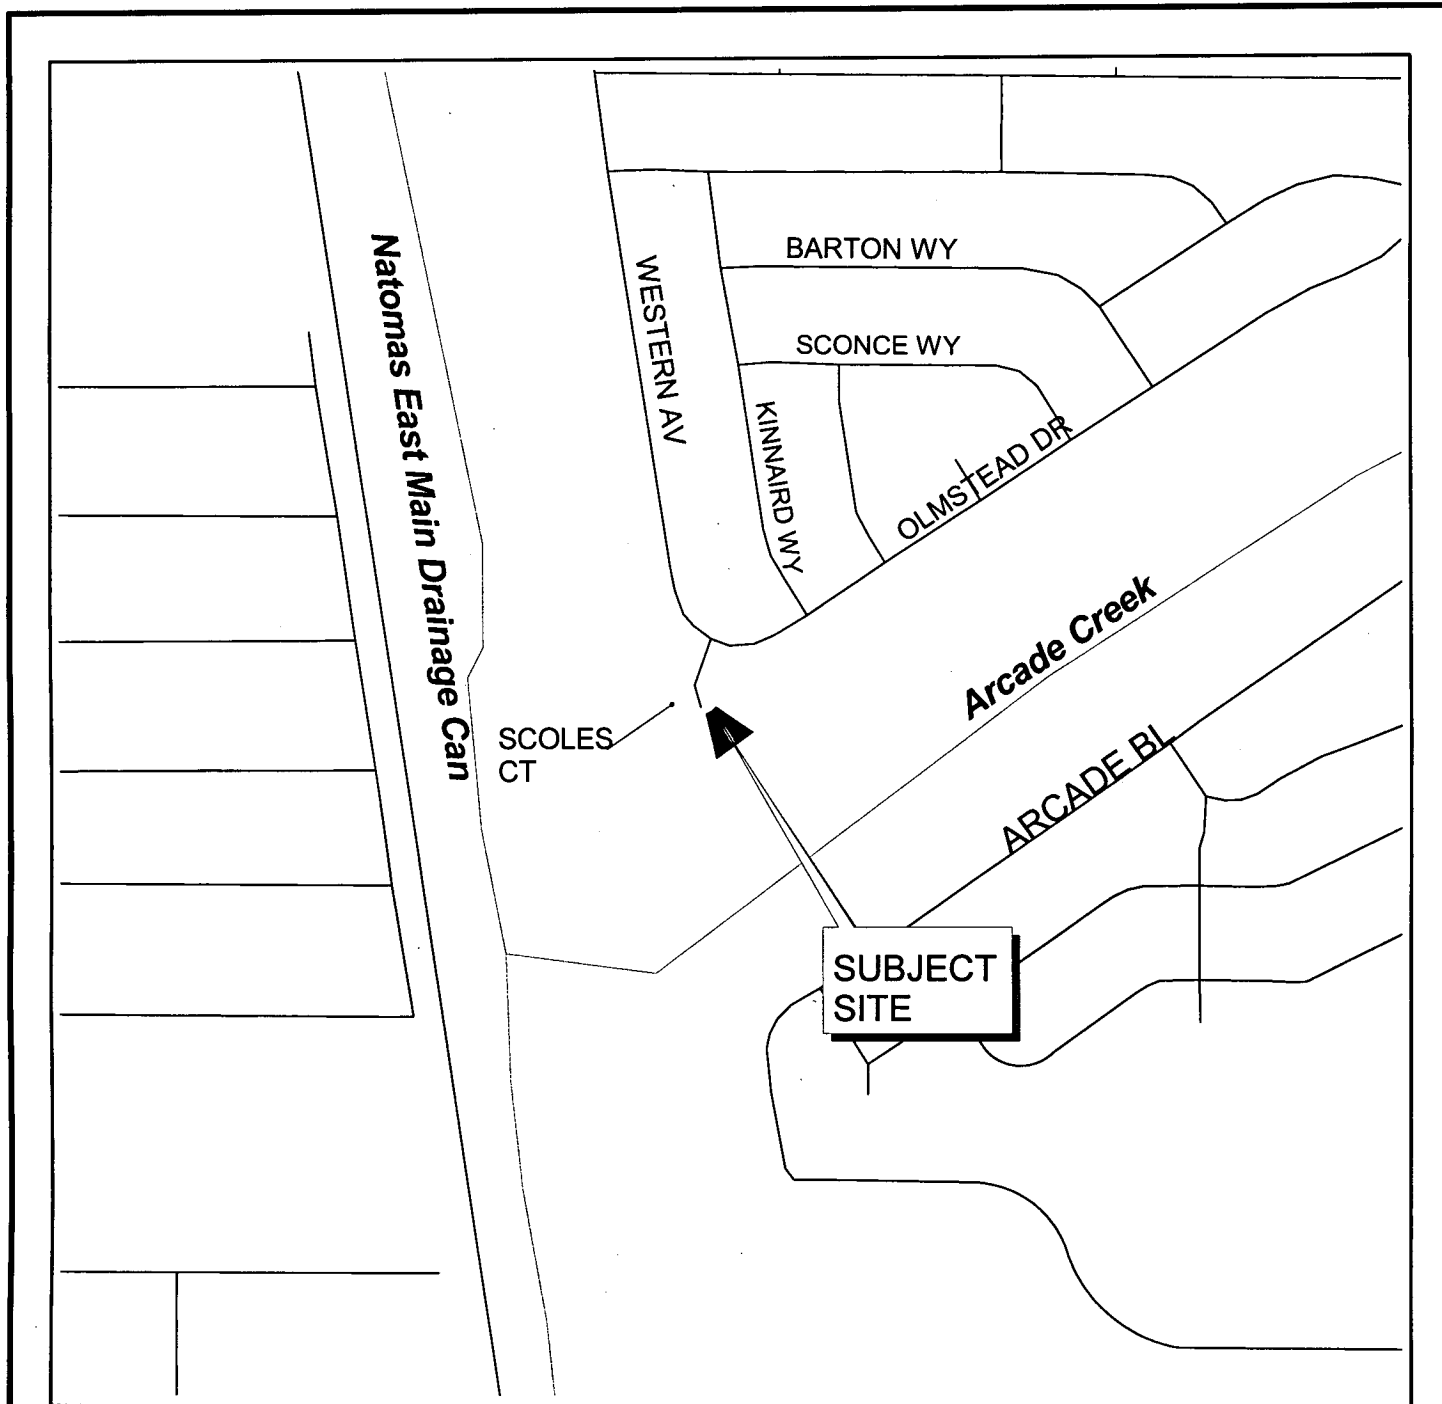 BARTON WY
Natomas East Main Drainage Can
WESTERN AV
SCONCE WY
KINNAIRD WY
OLMSTEAD DR
Arcade Creek
SCOLES
CT
ARCADE BL
SUBJECT
SITE